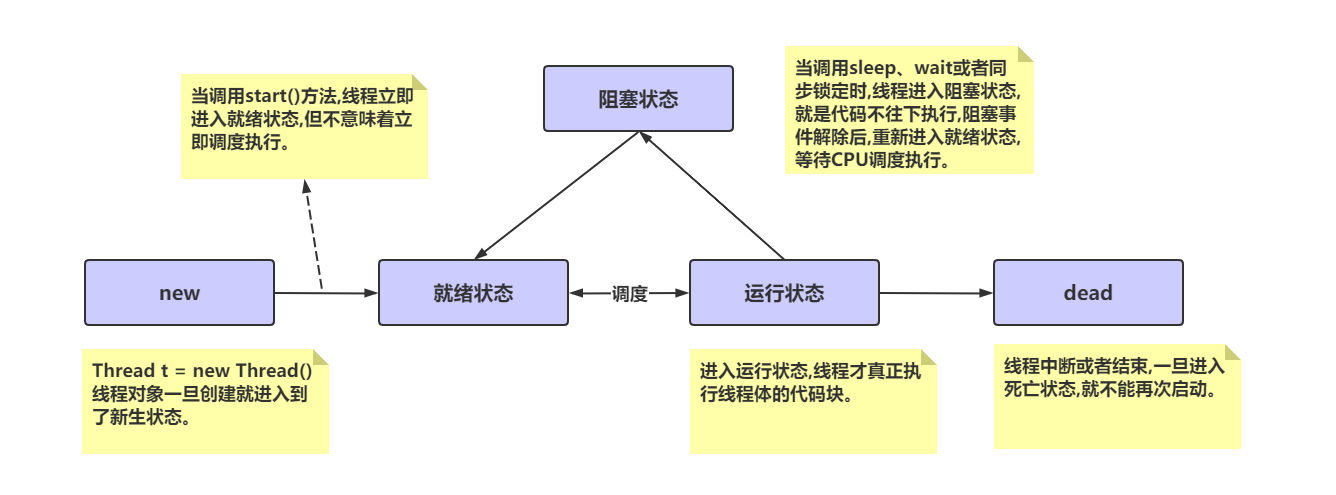 当调用start()方法,线程立即
进入就绪状态,但不意味着立
即调度执行。
阻塞状态
当调用sleep、wait或者同
步锁定时,线程进入阻塞状态,
就是代码不往下执行,阻塞事
件解除后,重新进入就绪状态,
等待CPU调度执行。
new
就绪状态
调度
运行状态
dead
Thread t = new Thread()
线程对象一旦创建就进入到
了新生状态。
进入运行状态,线程才真正执
行线程体的代码块。
线程中断或者结束,一旦进入
死亡状态,就不能再次启动。